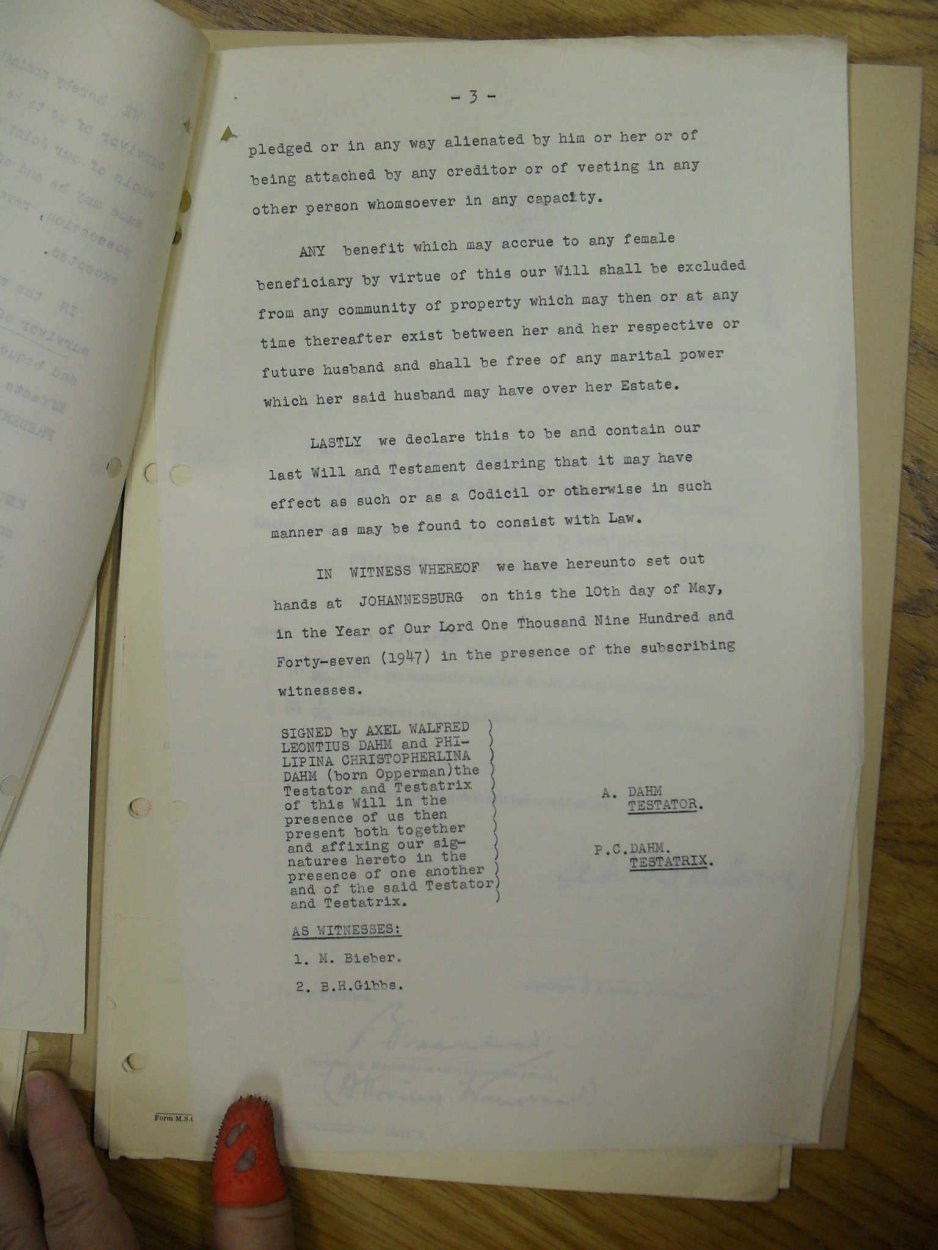 - 3 -
pledged or in any way alienated by him or her or of
being attached by any creditor or of vesting in any
other person whomsoever in any capacity.
ANY benefit which may accrue to any female
beneficiary by virtue of this our Will shall be excluded
from any community of property which may then or at any
time thereafter exist between her and her respective or
future husband and shall be free of any marital power
which her said husband may have over her Estate.
LASTLY we declare this to be and contain our
last Will and Testament desiring that it may have
effect as such or as a Codicil or otherwise in such
manner as may be found to consist with Law.
IN WITNESS WHEREOF we have hereunto set out
hands at JOHANNESBURG on this the 10th day of May,
in the Year of Our Lord One Thousand Nine Hundred and
Forty-seven (1947) in the presence of the subscribing
witnesses.
SIGNED by AXEL WALFRED )
LEONTIUS DAHM and PHI- )
LIPINA CHRISTOPHERLINA )
DAHM (born Opperman)the )
Testator and Testatrix )
of this Will in the )
presence of us then )
present both together )
and affixing our sig- )
natures hereto in the )
presence of one another )
and of the said Testator)
and Testatrix. )
A. DAHM
TESTATOR.
P.C.DAHM.
TESTATRIX.
AS WITNESSES:
1. M. Bieber.
2. B.H.Gibbs.
Form M.S.